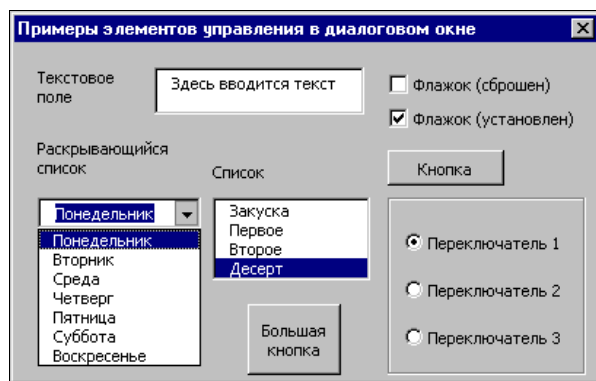 Примеры элементов управления в диалоговом окне
Текстовое
поле
Здесь вводится текст
Флажок (сброшен)
Флажок (установлен)
Раскрывающийся
список
Список
Кнопка
Понедельник
Понедельник
Вторник
Среда
Четверг
Пятница
Суббота
Воскресенье
Закуска
Первое
Второе
Десерт
Большая
кнопка
Переключатель 1
Переключатель 2
Переключатель 3